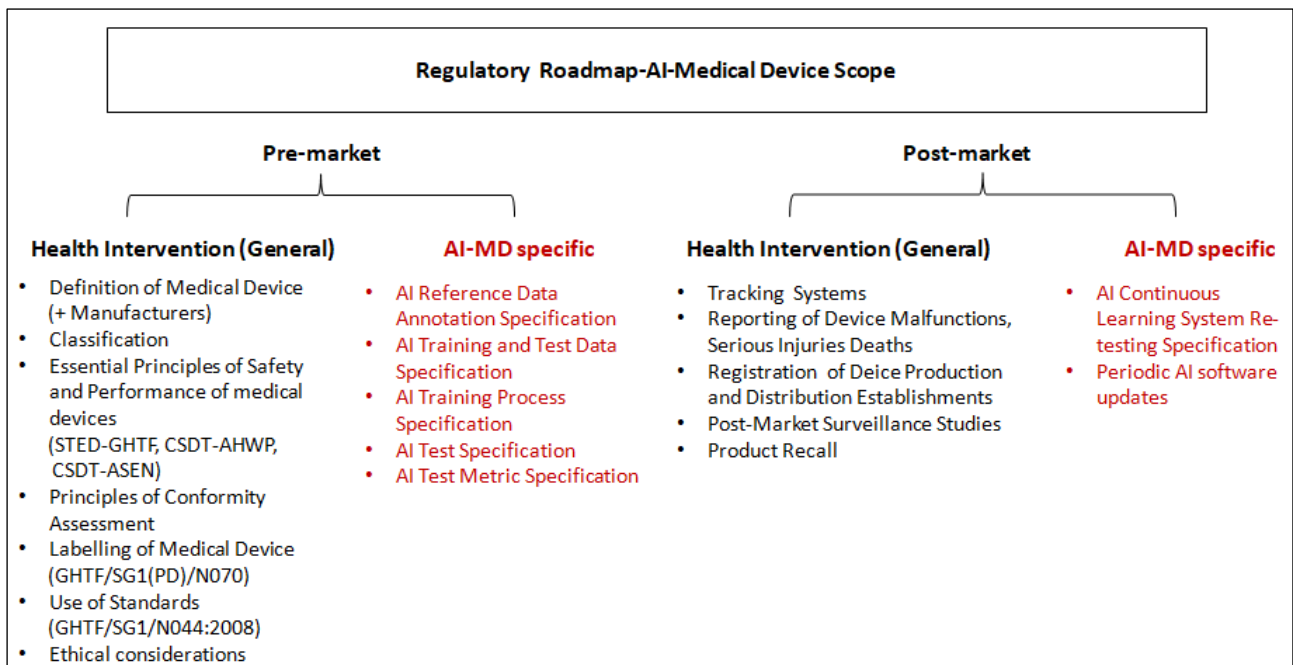 Regulatory Roadmap-AI-Medical Device Scope
Pre-market
Health Intervention (General)
• Definition of Medical Device
(+ Manufacturers)
• Classification
• Essential Principles of Safety
and Performance of medical
devices
(STED-GHTF, CSDT-AHWP,
CSDT-ASEN)
• Principles of Conformity
Assessment
• Labelling of Medical Device
(GHTF/SG1(PD)/N070)
• Use of Standards
(GHTF/SG1/N044:2008)
• Ethical considerations
AI-MD specific
• AI Reference Data
Annotation Specification
• AI Training and Test Data
Specification
• AI Training Process
Specification
• AI Test Specification
• AI Test Metric Specification
Post-market
Health Intervention (General)
• Tracking Systems
• Reporting of Device Malfunctions,
Serious Injuries Deaths
• Registration of Deice Production
and Distribution Establishments
• Post-Market Surveillance Studies
• Product Recall
AI-MD specific
• AI Continuous
Learning System Re-
testing Specification
• Periodic AI software
updates